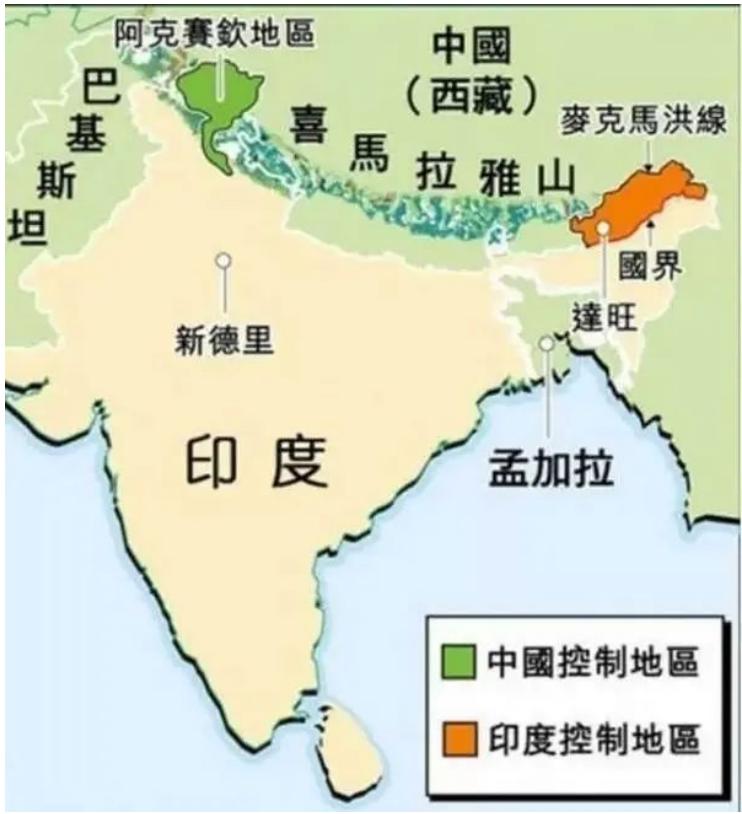 阿克賽欽地區
中國
（西藏）
巴基斯坦
喜馬拉雅山
麥克馬洪線
國界
達旺
新德里
印度
孟加拉
中國控制地區
印度控制地區